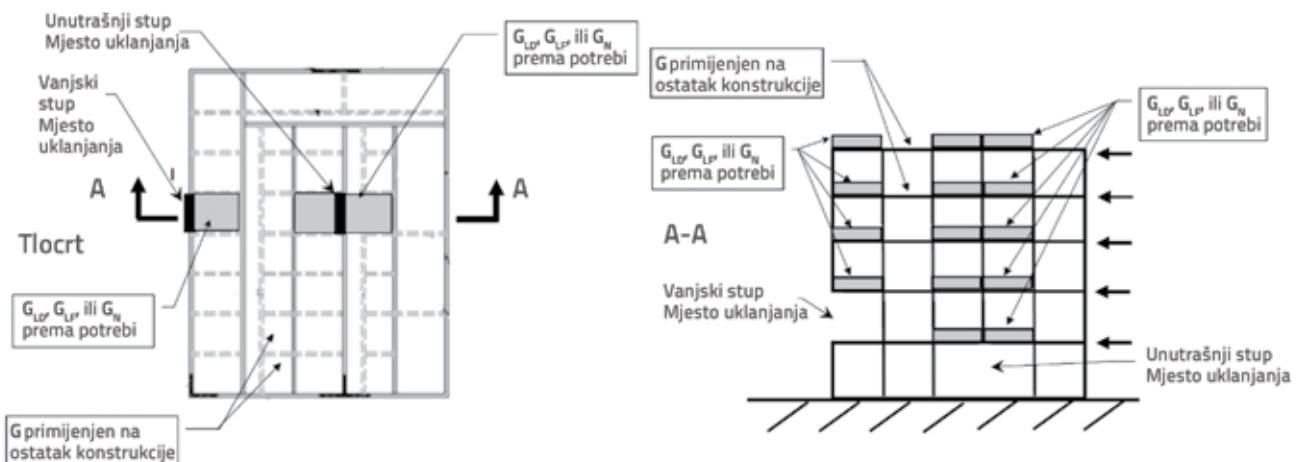 Unutrašnji stup
Mjesto uklanjanja
G_LD, G_LF, ili G_N
prema potrebi
Vanjski
stup
Mjesto
uklanjanja
A
A
Tlocrt
G_LD, G_LF, ili G_N
prema potrebi
G primijenjen na
ostatak konstrukcije
G primijenjen na
ostatak konstrukcije
G_LD, G_LF, ili G_N
prema potrebi
G_LD, G_LF, ili G_N
prema potrebi
A-A
Vanjski stup
Mjesto uklanjanja
Unutrašnji stup
Mjesto uklanjanja